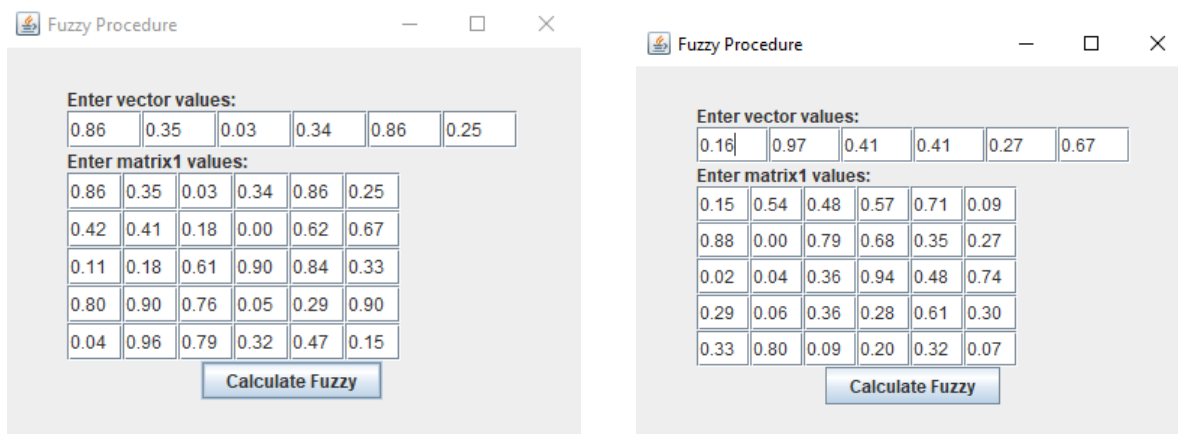 Fuzzy Procedure
Enter vector values:
0.86 0.35 0.03 0.34 0.86 0.25
Enter matrix1 values:
0.86 0.35 0.03 0.34 0.86 0.25
0.42 0.41 0.18 0.00 0.62 0.67
0.11 0.18 0.61 0.90 0.84 0.33
0.80 0.90 0.76 0.05 0.29 0.90
0.04 0.96 0.79 0.32 0.47 0.15
Calculate Fuzzy
Fuzzy Procedure
Enter vector values:
0.16 0.97 0.41 0.41 0.27 0.67
Enter matrix1 values:
0.15 0.54 0.48 0.57 0.71 0.09
0.88 0.00 0.79 0.68 0.35 0.27
0.02 0.04 0.36 0.94 0.48 0.74
0.29 0.06 0.36 0.28 0.61 0.30
0.33 0.80 0.09 0.20 0.32 0.07
Calculate Fuzzy